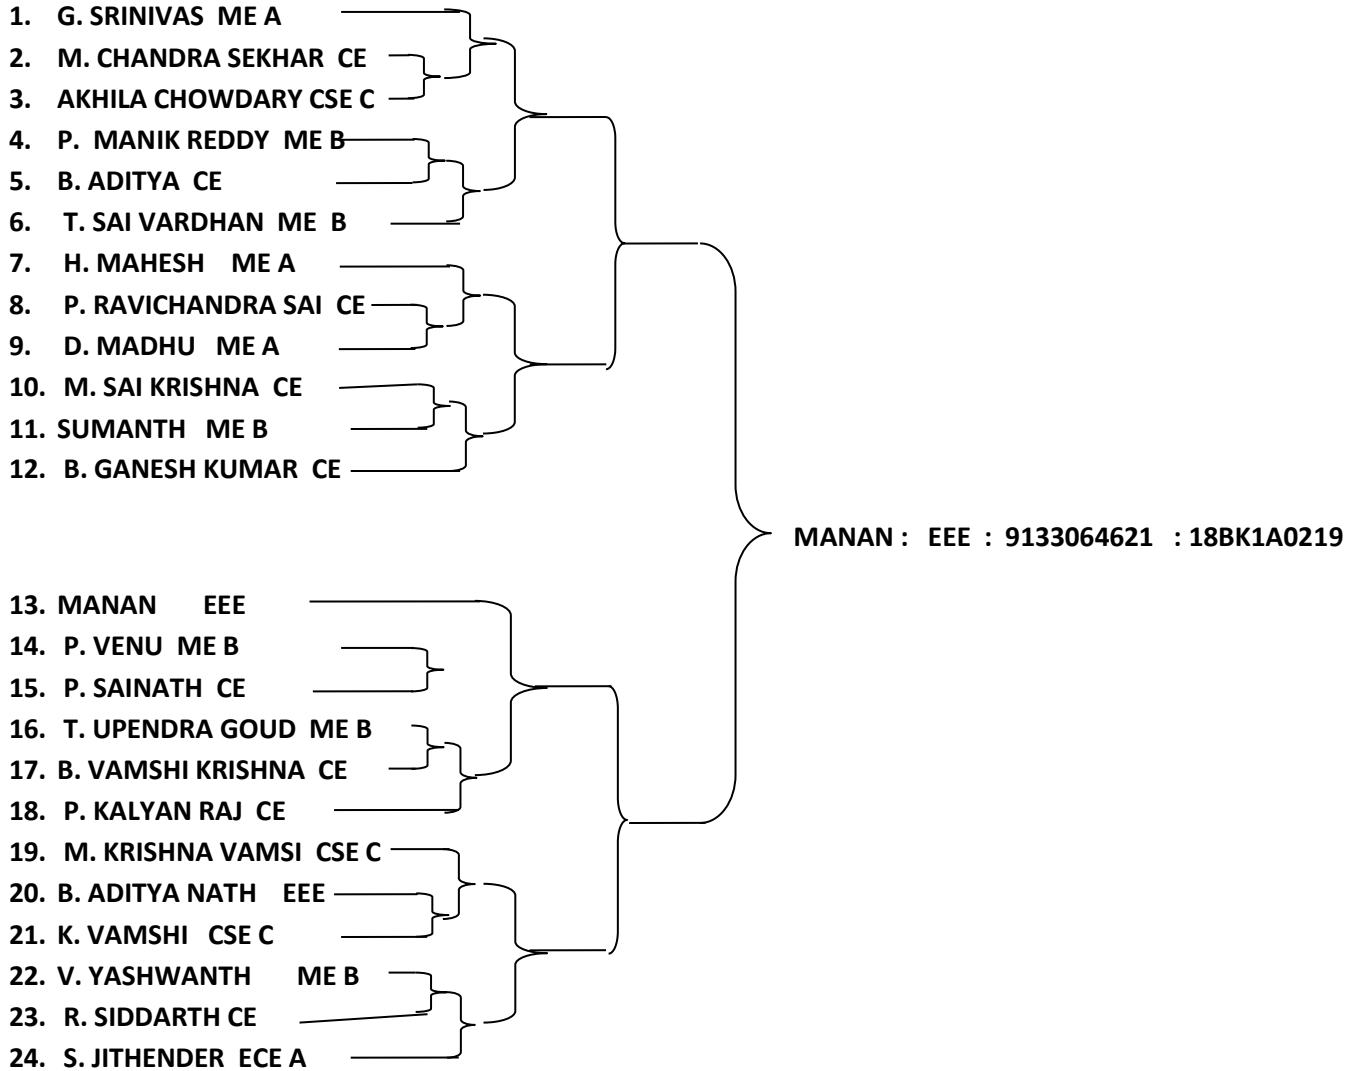 1. G. SRINIVAS ME A
2. M. CHANDRA SEKHAR CE
3. AKHILA CHOWDARY CSE C
4. P. MANIK REDDY ME B
5. B. ADITYA CE
6. T. SAI VARDHAN ME B
7. H. MAHESH ME A
8. P. RAVICHANDRA SAI CE
9. D. MADHU ME A
10. M. SAI KRISHNA CE
11. SUMANTH ME B
12. B. GANESH KUMAR CE
MANAN : EEE : 9133064621 : 18BK1A0219
13. MANAN EEE
14. P. VENU ME B
15. P. SAINATH CE
16. T. UPENDRA GOUD ME B
17. B. VAMSHI KRISHNA CE
18. P. KALYAN RAJ CE
19. M. KRISHNA VAMSI CSE C
20. B. ADITYA NATH EEE
21. K. VAMSHI CSE C
22. V. YASHWANTH ME B
23. R. SIDDARTH CE
24. S. JITHENDER ECE A